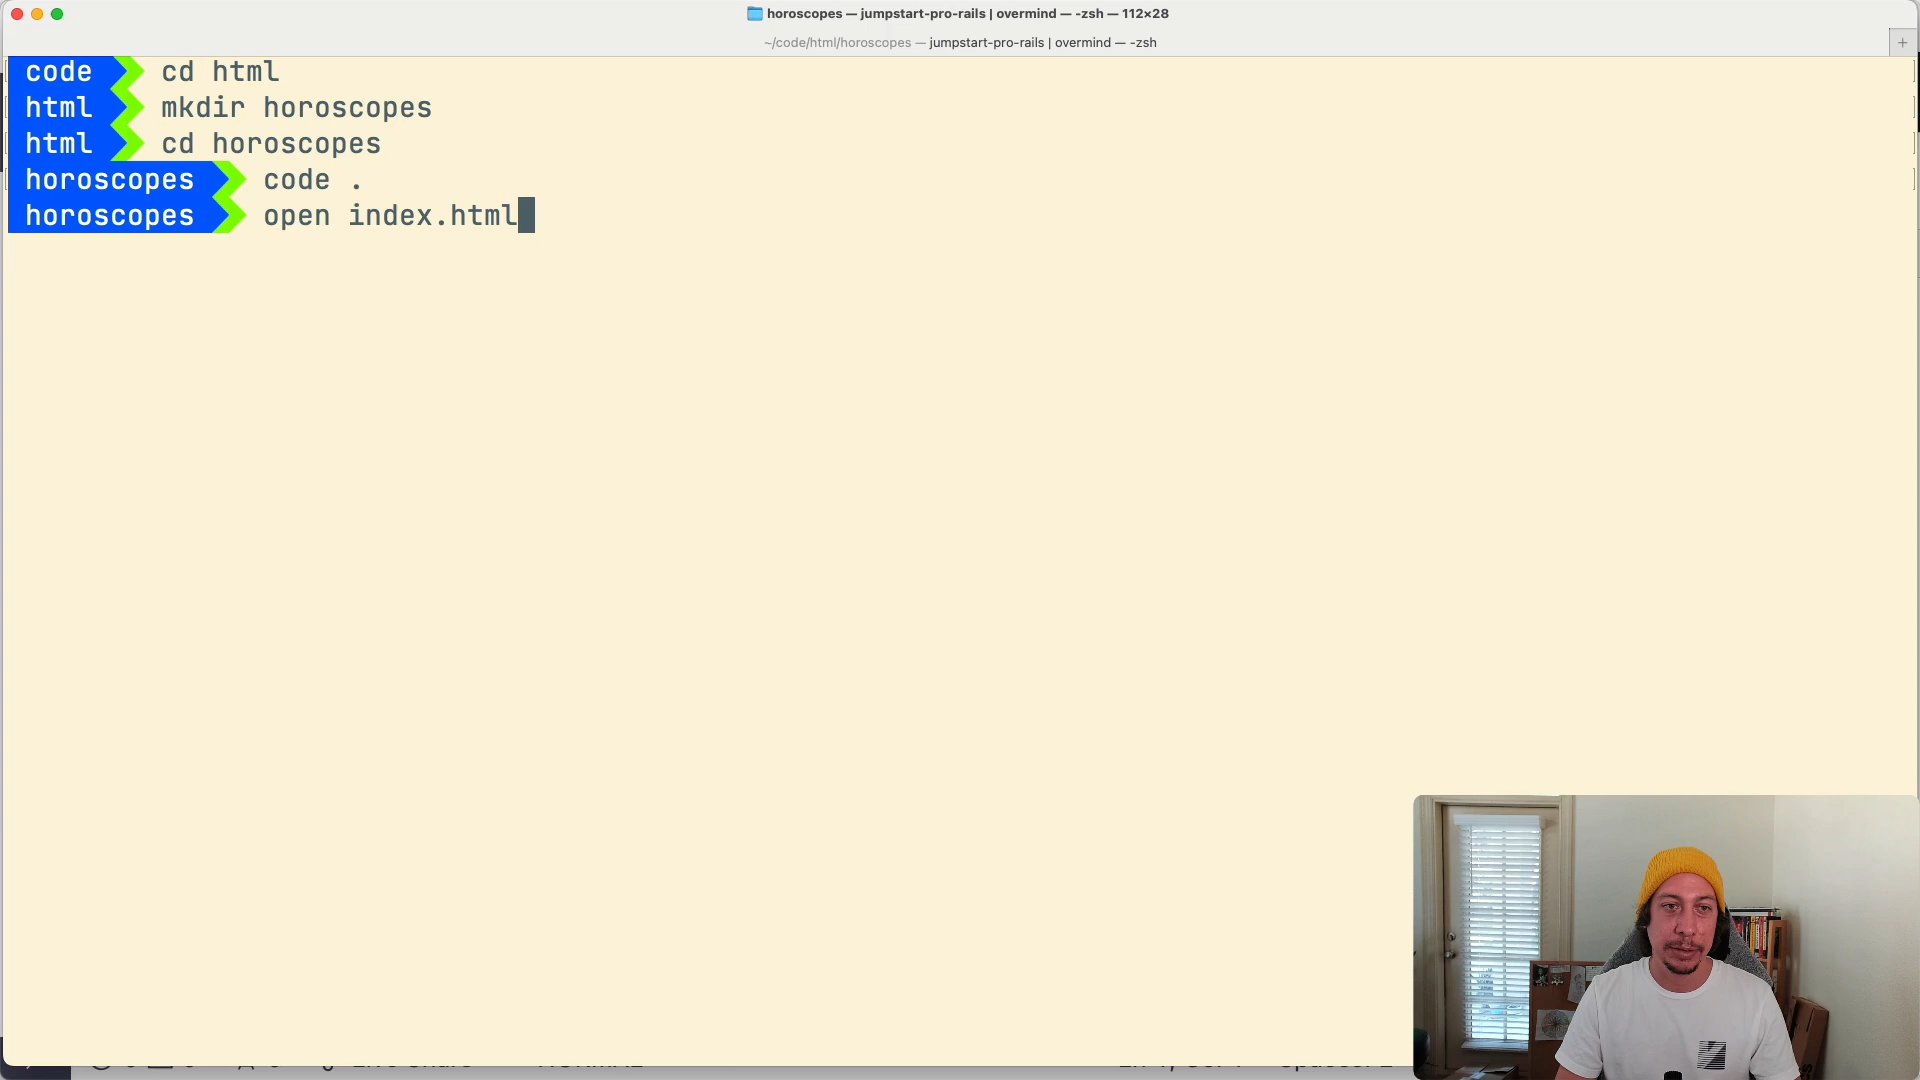 horoscopes — jumpstart-pro-rails | overmind — -zsh — 112×28
~/code/html/horoscopes — jumpstart-pro-rails | overmind — -zsh
code cd html
html mkdir horoscopes
html cd horoscopes
horoscopes code .
horoscopes open index.html